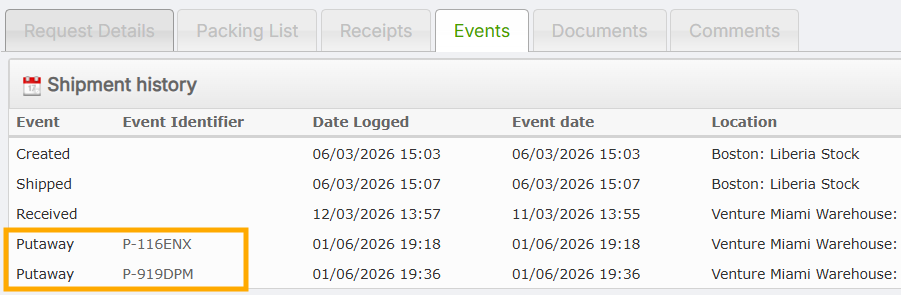 Request Details Packing List Receipts Events Documents Comments
Shipment history
Event Event Identifier Date Logged Event date Location
Created 06/03/2026 15:03 06/03/2026 15:03 Boston: Liberia Stock
Shipped 06/03/2026 15:07 06/03/2026 15:07 Boston: Liberia Stock
Received 12/03/2026 13:57 11/03/2026 13:55 Venture Miami Warehouse:
Putaway P-116ENX 01/06/2026 19:18 01/06/2026 19:18 Venture Miami Warehouse:
Putaway P-919DPM 01/06/2026 19:36 01/06/2026 19:36 Venture Miami Warehouse: